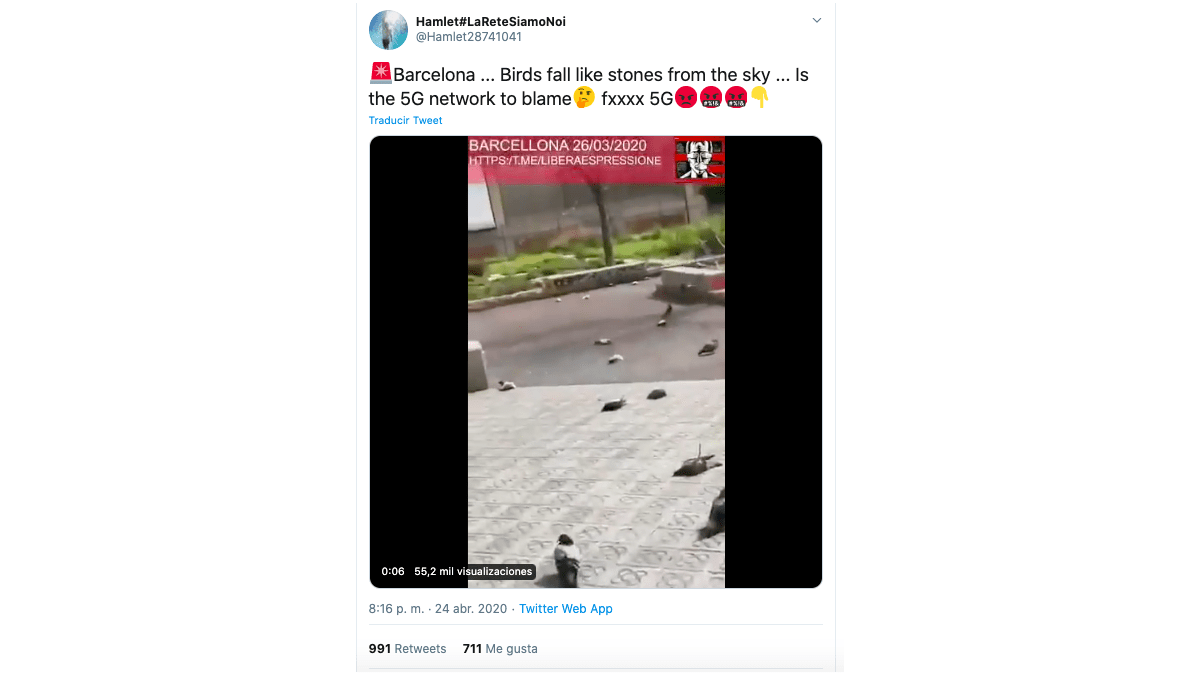 Hamlet#LaReteSiamoNoi
@Hamlet28741041
Barcelona ... Birds fall like stones from the sky ... Is
the 5G network to blame🤔 fxxxx 5G😡🤬🤬👇
Traducir Tweet
BARCELLONA 26/03/2020
HTTPS:/T.ME/LIBERAESPRESSIONE
0:06 55,2 mil visualizaciones
8:16 p. m. · 24 abr. 2020 · Twitter Web App
991 Retweets 711 Me gusta